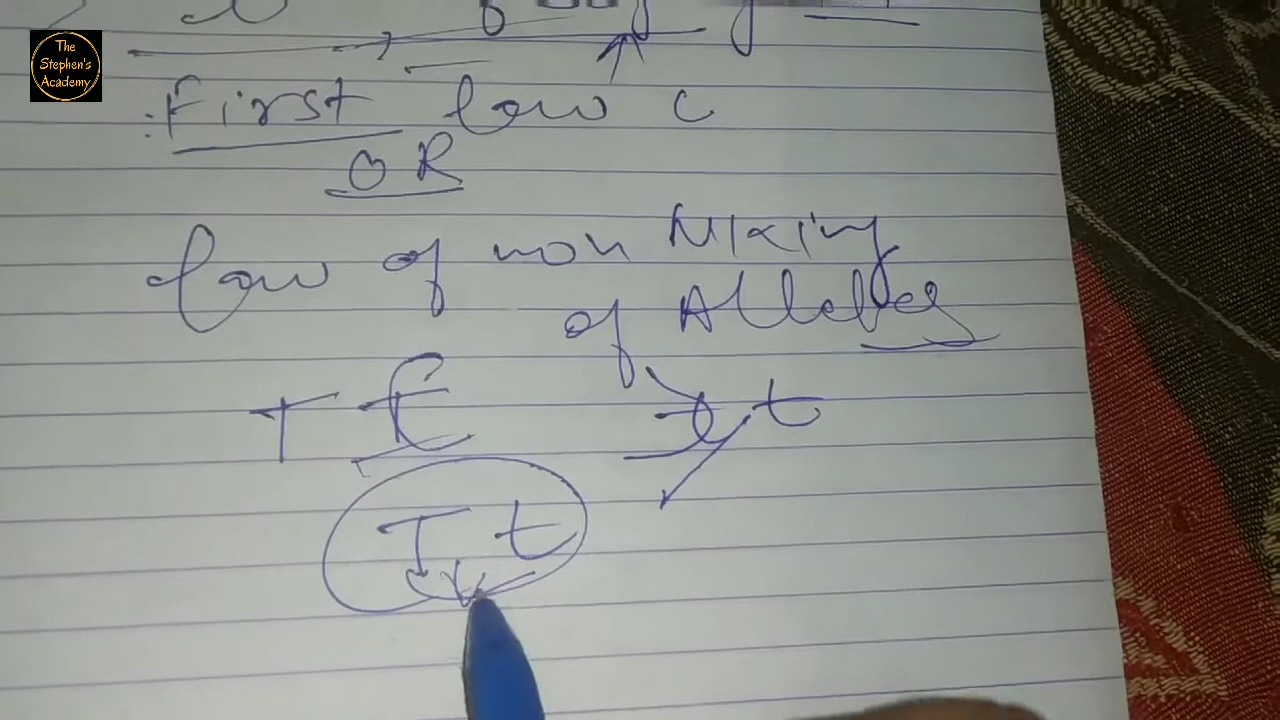 The
Stephen's
Academy
First law
OR
law of non Mixing
of Alleles
T t t t
T t